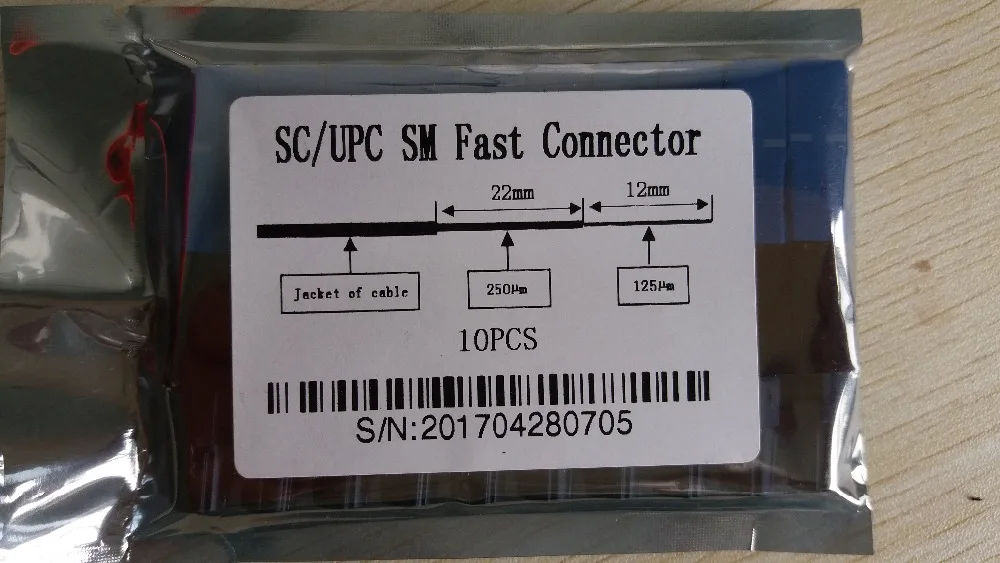 SC/UPC SM Fast Connector
22mm 12mm
Jacket of cable 250μm 125μm
10PCS
S/N:201704280705